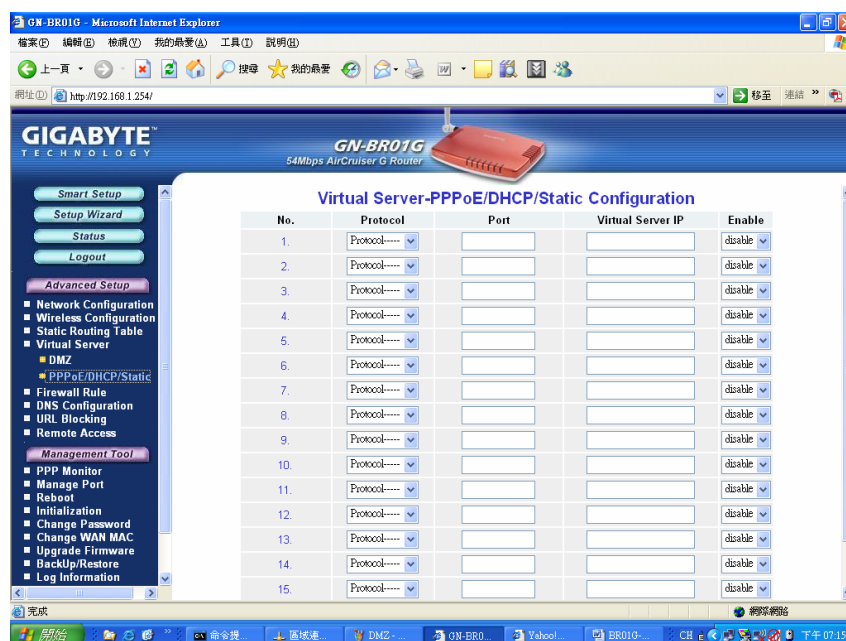 GN-BR01G - Microsoft Internet Explorer
檔案(F) 編輯(E) 檢視(V) 我的最愛(A) 工具(T) 說明(H)
上一頁 搜尋 我的最愛
網址(D) http://192.168.1.254/ 移至 連結 »
GIGABYTE™
TECHNOLOGY
GN-BR01G
54Mbps AirCruiser G Router
Smart Setup
Setup Wizard
Status
Logout
Advanced Setup
Network Configuration
Wireless Configuration
Static Routing Table
Virtual Server
DMZ
PPPoE/DHCP/Static
Firewall Rule
DNS Configuration
URL Blocking
Remote Access
Management Tool
PPP Monitor
Manage Port
Reboot
Initialization
Change Password
Change WAN MAC
Upgrade Firmware
BackUp/Restore
Log Information
Virtual Server-PPPoE/DHCP/Static Configuration
No. Protocol Port Virtual Server IP Enable
1. Protocol----- disable
2. Protocol----- disable
3. Protocol----- disable
4. Protocol----- disable
5. Protocol----- disable
6. Protocol----- disable
7. Protocol----- disable
8. Protocol----- disable
9. Protocol----- disable
10. Protocol----- disable
11. Protocol----- disable
12. Protocol----- disable
13. Protocol----- disable
14. Protocol----- disable
15. Protocol----- disable
完成 網際網路
開始 » 命令提... 區域連... DMZ - ... GN-BR0... Yahoo!... BR01G-... CH 下午 07:15